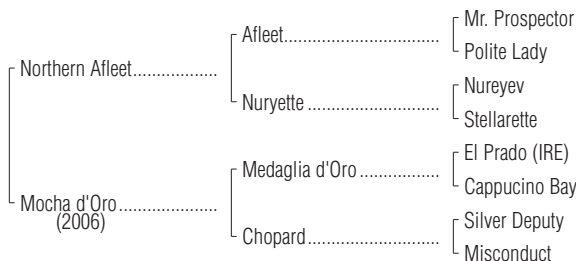 Mr. Prospector
Afleet
Polite Lady
Northern Afleet
Nureyev
Nuryette
Stellarette
El Prado (IRE)
Medaglia d'Oro
Cappucino Bay
Mocha d'Oro
(2006)
Silver Deputy
Chopard
Misconduct